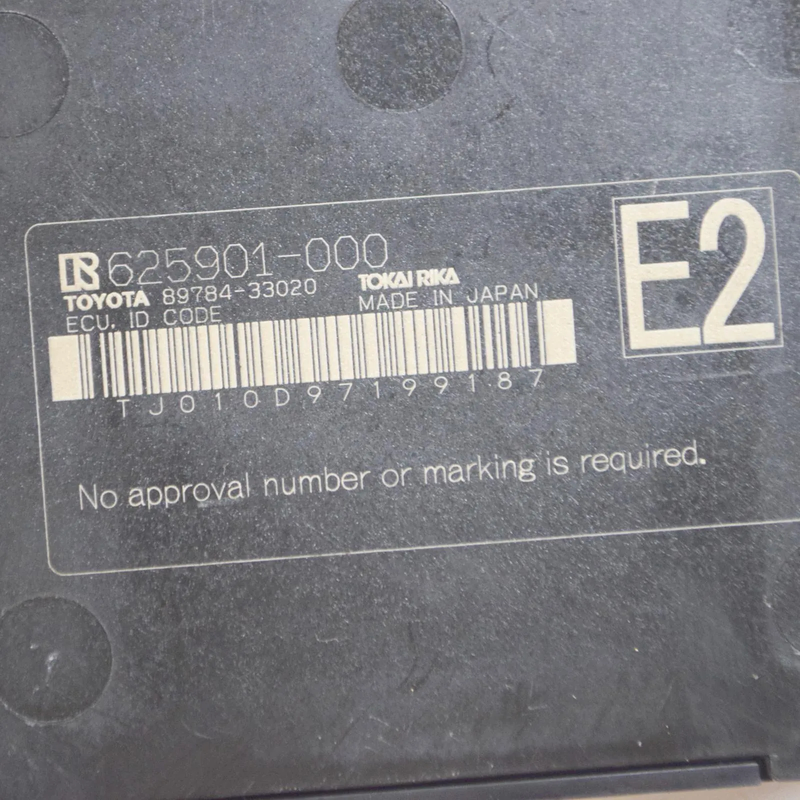 R 625901-000
TOYOTA 89784-33020 TOKAI RIKA
ECU. ID CODE MADE IN JAPAN
TJ010D97199187
E2
No approval number or marking is required.